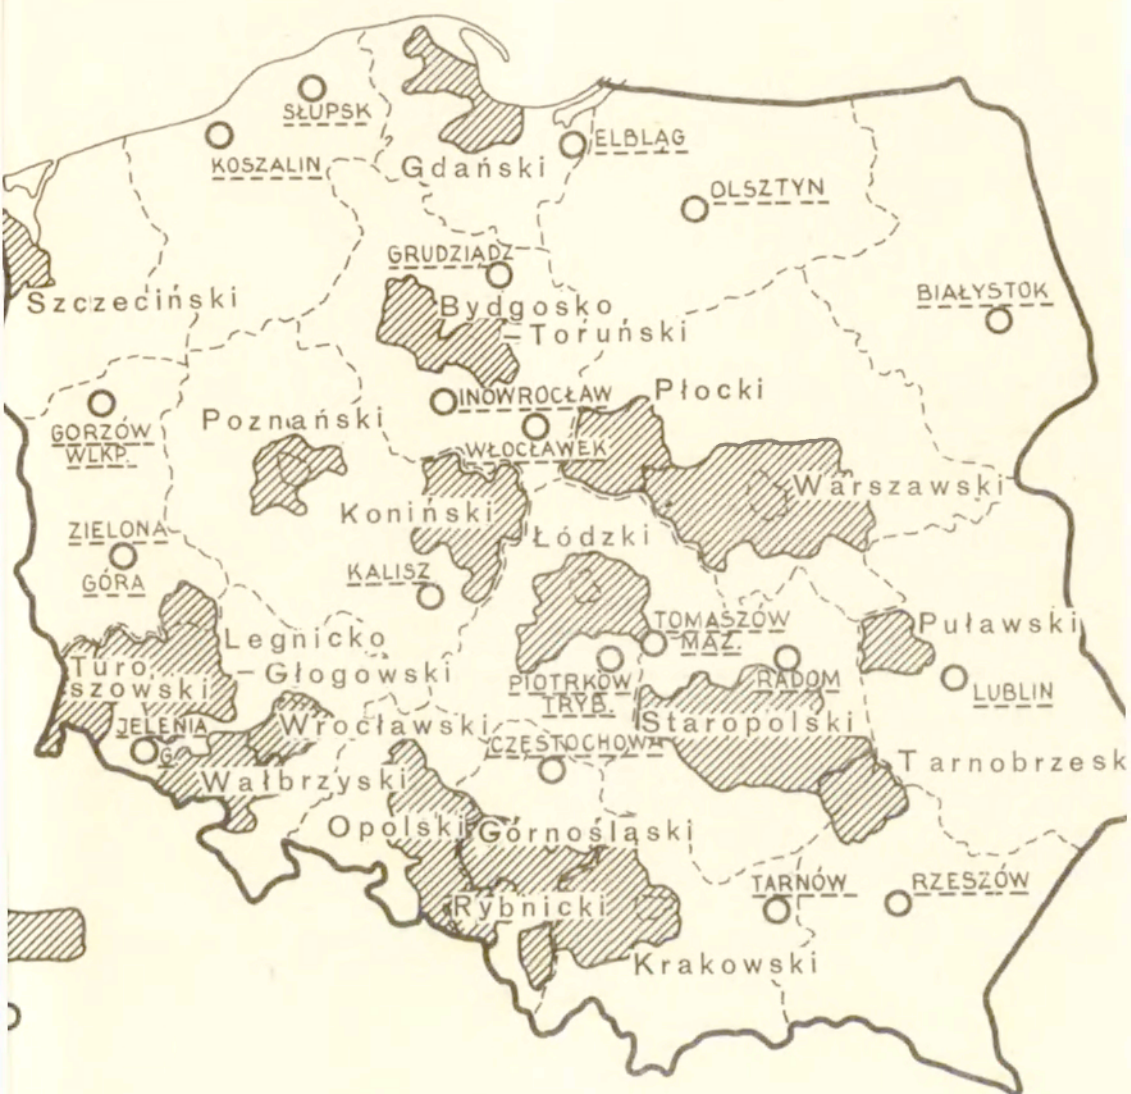 SŁUPSK
KOSZALIN
Gdański
ELBLĄG
OLSZTYN
GRUDZIĄDZ
Szczeciński
Bydgosko
-Toruński
BIAŁYSTOK
Płocki
INOWROCŁAW
Poznański
GORZÓW
WLKP.
WŁOCŁAWEK
Warszawski
Koniński
ZIELONA
GÓRA
Łódzki
KALISZ
TOMASZÓW
MAZ.
Puławski
Legnicko
-Głogowski
Turo
szowski
PIOTRKÓW
TRYB.
RADOM
LUBLIN
JELENIA
G
Wrocławski
Staropolski
CZĘSTOCHOWA
Wałbrzyski
Tarnobrzesk
Opolski
Górnośląski
TARNÓW
RZESZÓW
Rybnicki
Krakowski